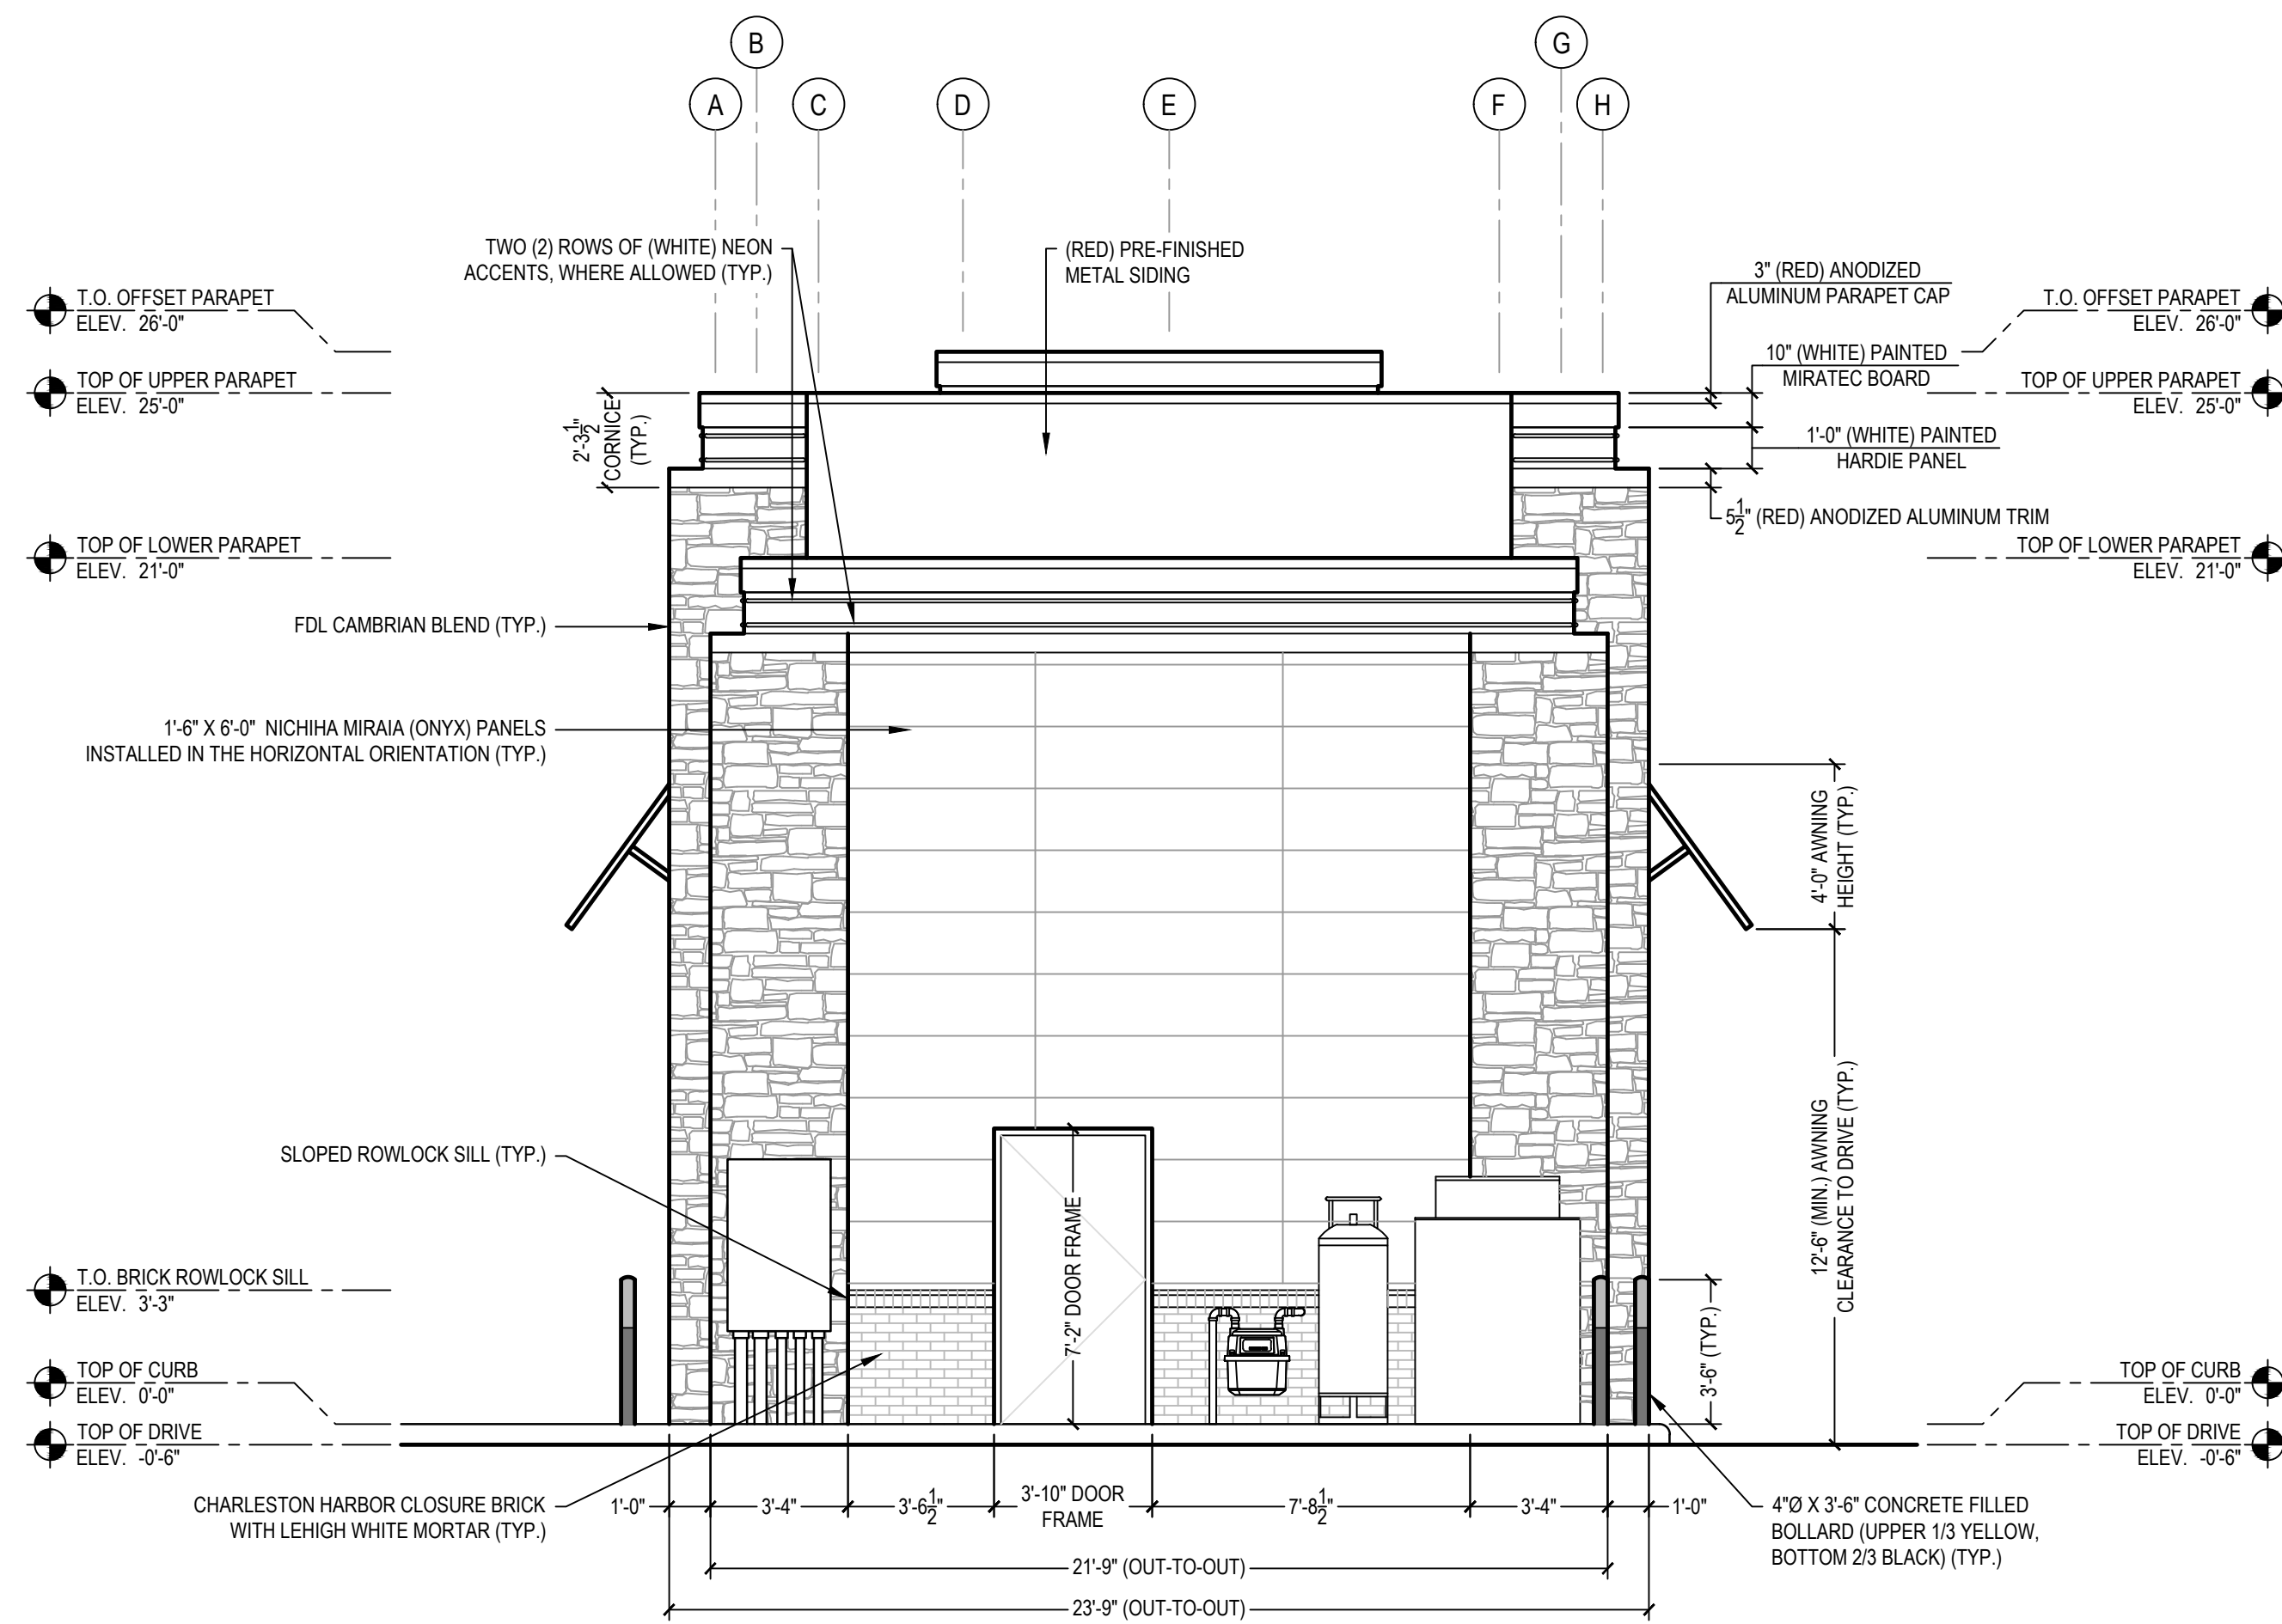 B
G
A
C
D
E
F
H
TWO (2) ROWS OF (WHITE) NEON
ACCENTS, WHERE ALLOWED (TYP.)
(RED) PRE-FINISHED
METAL SIDING
3" (RED) ANODIZED
ALUMINUM PARAPET CAP
T.O. OFFSET PARAPET
ELEV. 26'-0"
T.O. OFFSET PARAPET
ELEV. 26'-0"
10" (WHITE) PAINTED
MIRATEC BOARD
TOP OF UPPER PARAPET
ELEV. 25'-0"
TOP OF UPPER PARAPET
ELEV. 25'-0"
2'-3 1/2"
CORNICE
(TYP.)
1'-0" (WHITE) PAINTED
HARDIE PANEL
5 1/2" (RED) ANODIZED ALUMINUM TRIM
TOP OF LOWER PARAPET
ELEV. 21'-0"
TOP OF LOWER PARAPET
ELEV. 21'-0"
FDL CAMBRIAN BLEND (TYP.)
1'-6" X 6'-0" NICHIHA MIRAIA (ONYX) PANELS
INSTALLED IN THE HORIZONTAL ORIENTATION (TYP.)
4'-0" AWNING
HEIGHT (TYP.)
12'-6" (MIN.) AWNING
CLEARANCE TO DRIVE (TYP.)
SLOPED ROWLOCK SILL (TYP.)
7'-2" DOOR FRAME
T.O. BRICK ROWLOCK SILL
ELEV. 3'-3"
3'-6" (TYP.)
TOP OF CURB
ELEV. 0'-0"
TOP OF CURB
ELEV. 0'-0"
TOP OF DRIVE
ELEV. -0'-6"
TOP OF DRIVE
ELEV. -0'-6"
CHARLESTON HARBOR CLOSURE BRICK
WITH LEHIGH WHITE MORTAR (TYP.)
1'-0"
3'-4"
3'-6 1/2"
3'-10" DOOR
FRAME
7'-8 1/2"
3'-4"
1'-0"
4"Ø X 3'-6" CONCRETE FILLED
BOLLARD (UPPER 1/3 YELLOW,
BOTTOM 2/3 BLACK) (TYP.)
21'-9" (OUT-TO-OUT)
23'-9" (OUT-TO-OUT)